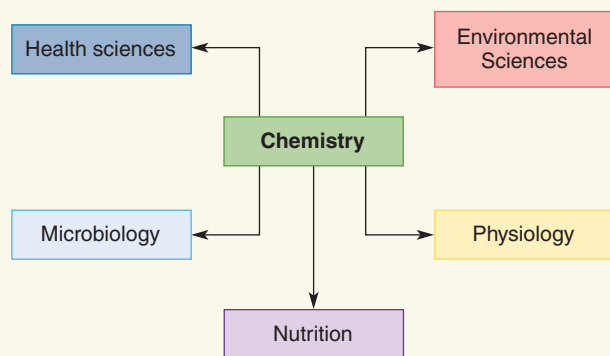 Health sciences
Environmental
Sciences
Chemistry
Microbiology
Physiology
Nutrition